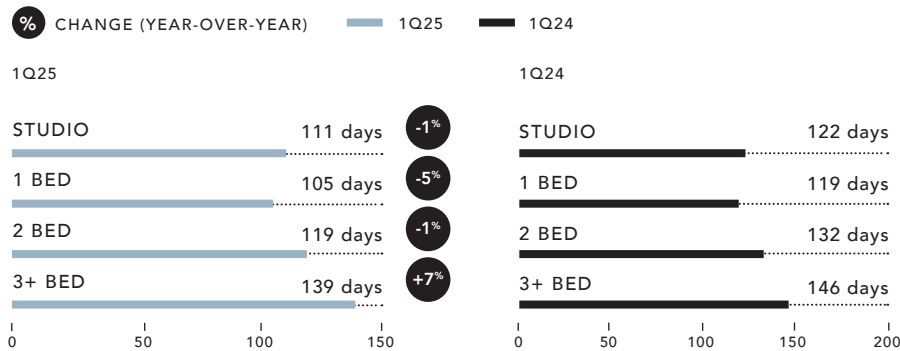 % CHANGE (YEAR-OVER-YEAR) 1Q25 1Q24
1Q25
STUDIO 111 days -1%
1 BED 105 days -5%
2 BED 119 days -1%
3+ BED 139 days +7%
0 50 100 150
1Q24
STUDIO 122 days
1 BED 119 days
2 BED 132 days
3+ BED 146 days
0 50 100 150 200